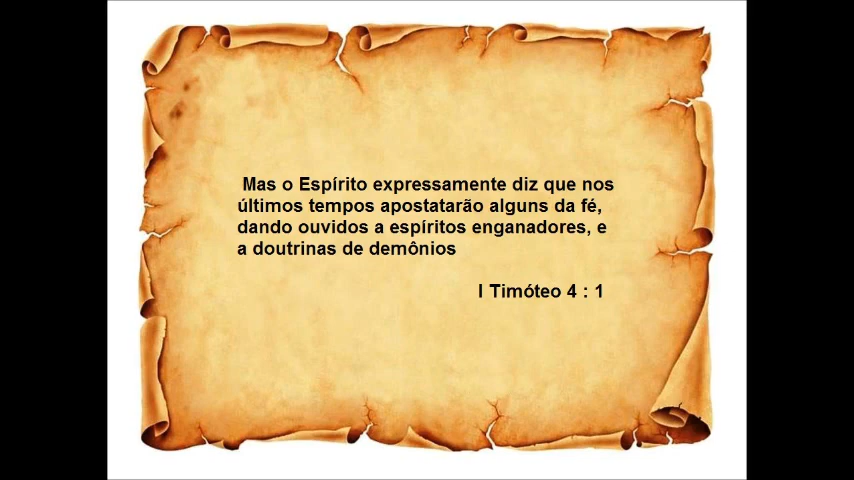 Mas o Espírito expressamente diz que nos
últimos tempos apostatarão alguns da fé,
dando ouvidos a espíritos enganadores, e
a doutrinas de demônios
I Timóteo 4 : 1